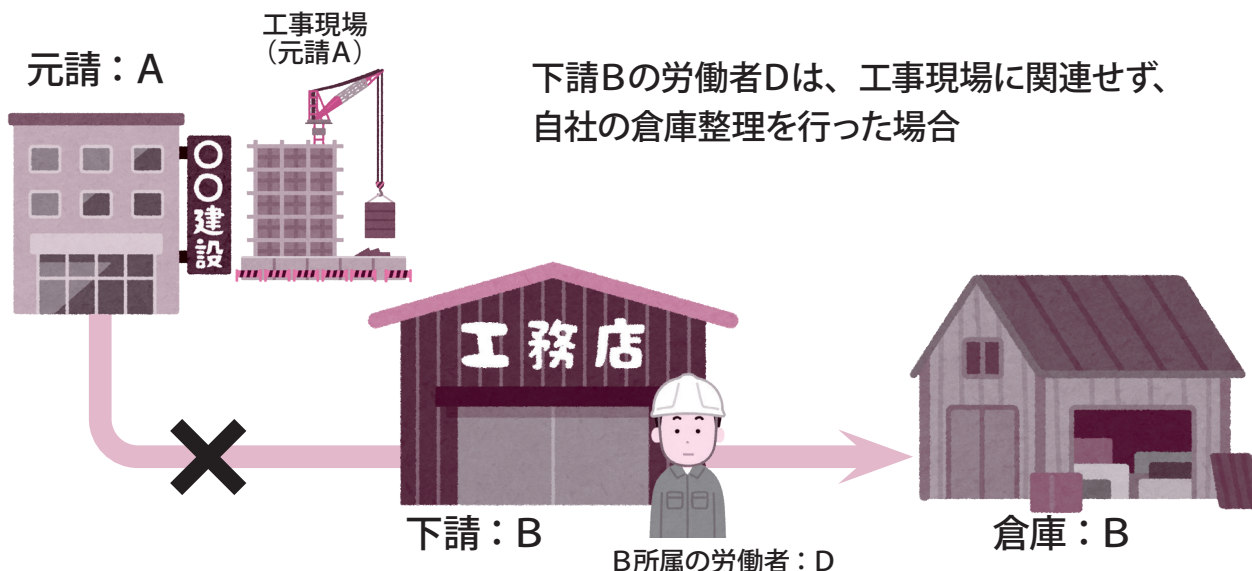 工事現場
（元請Ａ）
元請：Ａ
下請Ｂの労働者Ｄは、工事現場に関連せず、
自社の倉庫整理を行った場合
〇〇建設
工務店
下請：Ｂ
Ｂ所属の労働者：Ｄ
倉庫：Ｂ